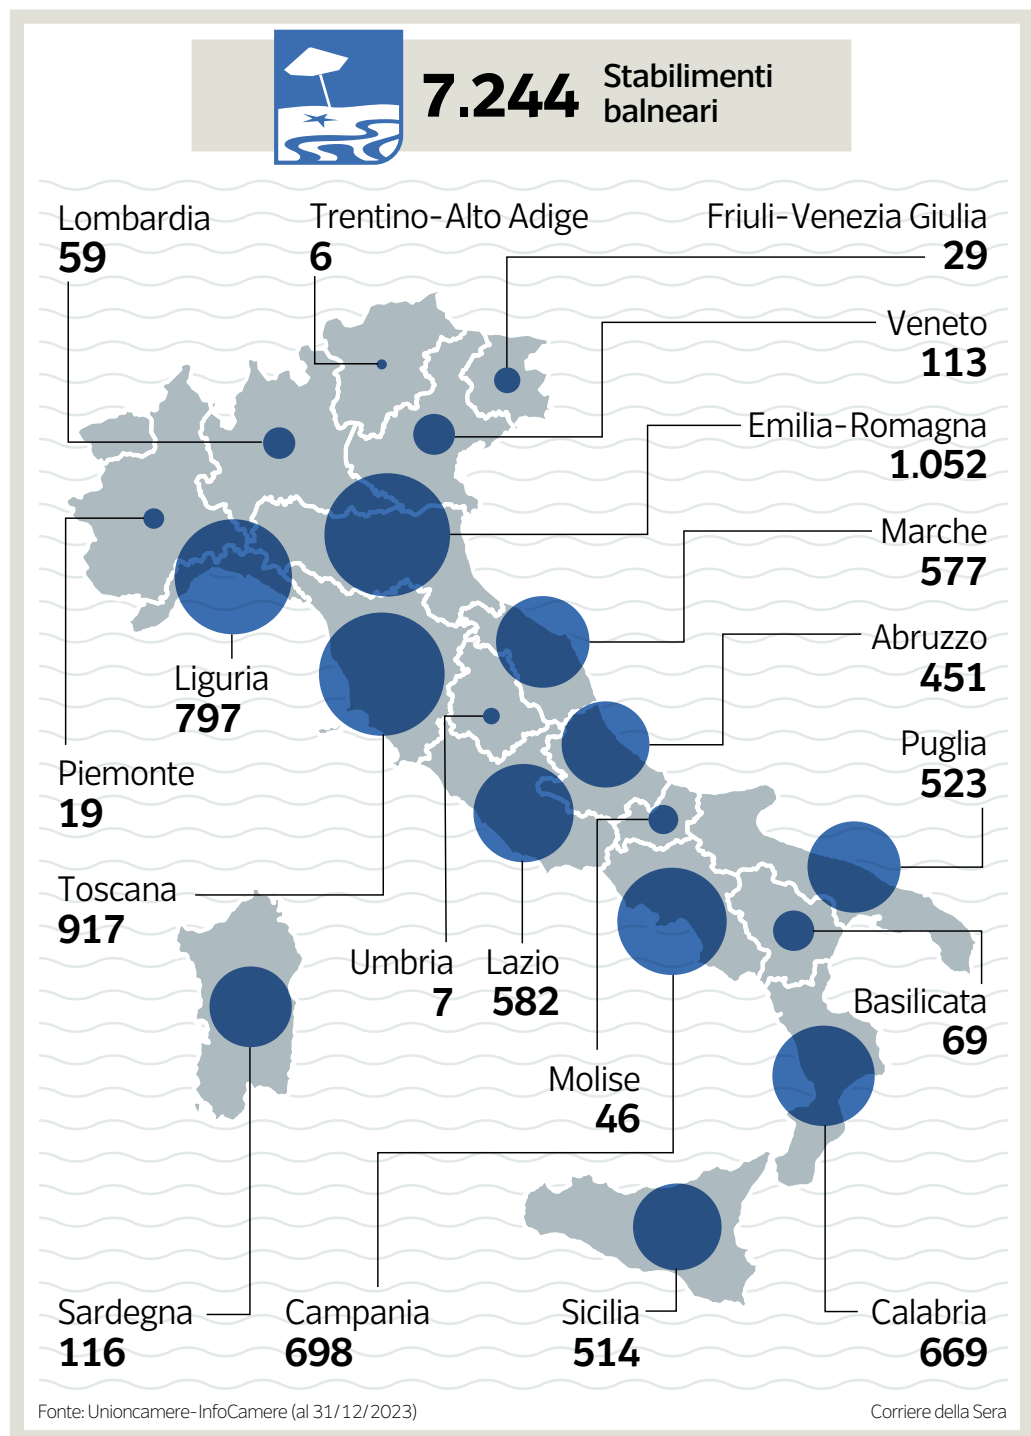 7.244
Stabilimenti
balneari
Lombardia
59
Trentino-Alto Adige
6
Friuli-Venezia Giulia
29
Veneto
113
Emilia-Romagna
1.052
Marche
577
Abruzzo
451
Puglia
523
Liguria
797
Piemonte
19
Toscana
917
Umbria
7
Lazio
582
Basilicata
69
Molise
46
Sardegna
116
Campania
698
Sicilia
514
Calabria
669
Fonte: Unioncamere-InfoCamere (al 31/12/2023)
Corriere della Sera